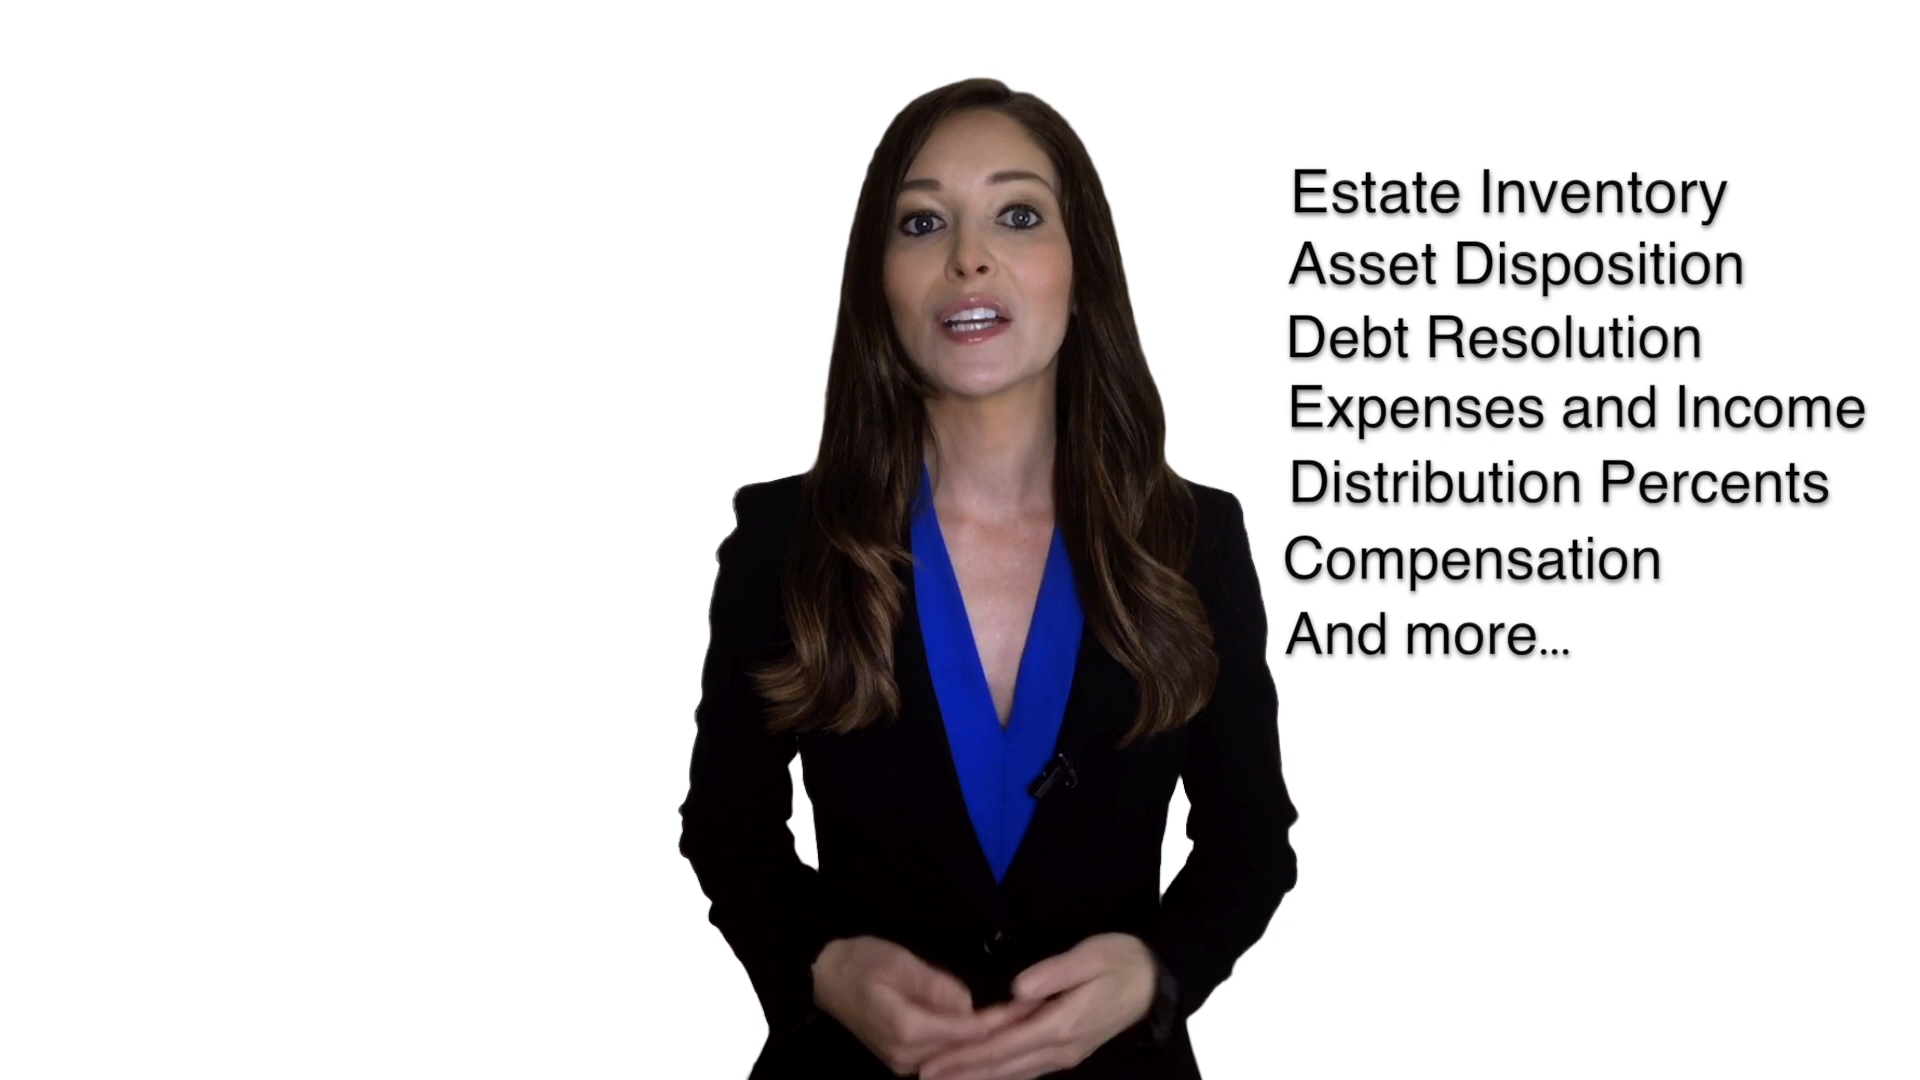 Estate Inventory
Asset Disposition
Debt Resolution
Expenses and Income
Distribution Percents
Compensation
And more...